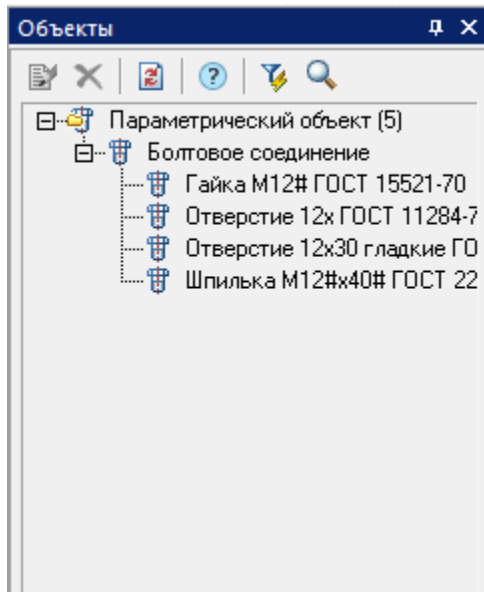 Объекты
Параметрический объект (5)
Болтовое соединение
Гайка М12# ГОСТ 15521-70
Отверстие 12х ГОСТ 11284-7
Отверстие 12х30 гладкие ГО
Шпилька М12#х40# ГОСТ 22